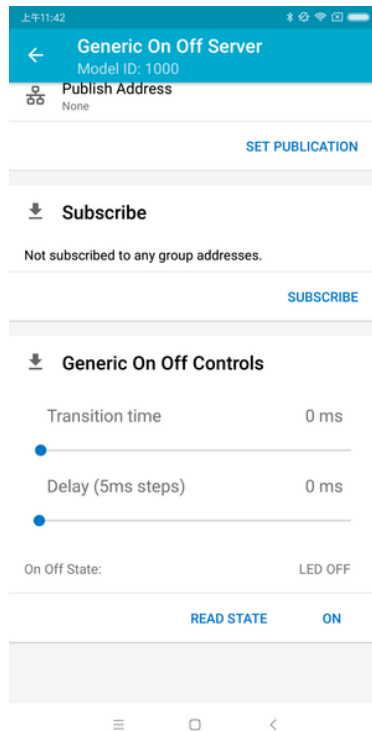 上午11:42
Generic On Off Server
Model ID: 1000
Publish Address
None
SET PUBLICATION
Subscribe
Not subscribed to any group addresses.
SUBSCRIBE
Generic On Off Controls
Transition time 0 ms
Delay (5ms steps) 0 ms
On Off State: LED OFF
READ STATE ON